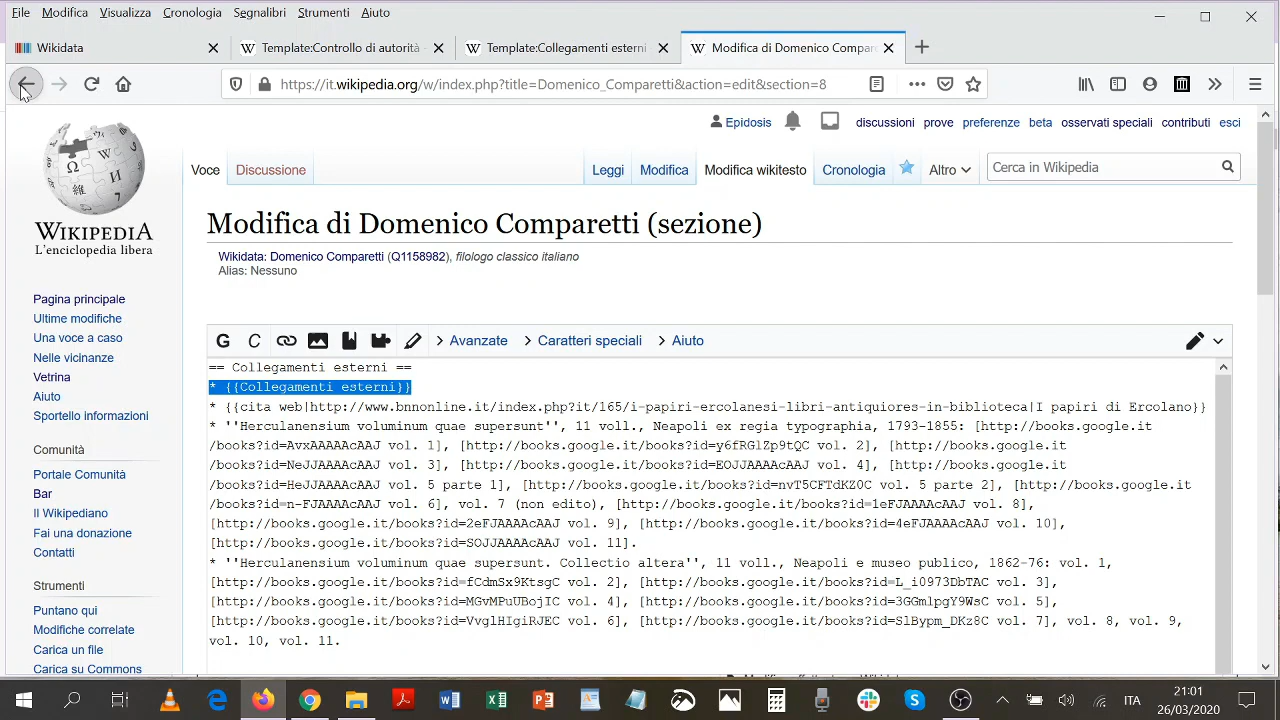 File Modifica Visualizza Cronologia Segnalibri Strumenti Aiuto
Wikidata Template:Controllo di autorità - Template:Collegamenti esterni Modifica di Domenico Compar
https://it.wikipedia.org/w/index.php?title=Domenico_Comparetti&action=edit&section=8
Epidosis discussioni prove preferenze beta osservati speciali contributi esci
Voce Discussione Leggi Modifica Modifica wikitesto Cronologia Altro Cerca in Wikipedia
WIKIPEDIA
L'enciclopedia libera
Modifica di Domenico Comparetti (sezione)
Wikidata: Domenico Comparetti (Q1158982), filologo classico italiano
Alias: Nessuno
Pagina principale
Ultime modifiche
Una voce a caso
Nelle vicinanze
Vetrina
Aiuto
Sportello informazioni
Comunità
Portale Comunità
Bar
Il Wikipediano
Fai una donazione
Contatti
Strumenti
Puntano qui
Modifiche correlate
Carica un file
Carica su Commons
G C Avanzate Caratteri speciali Aiuto
== Collegamenti esterni ==
* {{Collegamenti esterni}}
* {{cita web|http://www.bnnonline.it/index.php?it/165/i-papiri-ercolanesi-libri-antiquiores-in-biblioteca|I papiri di Ercolano}}
* ''Herculanensium voluminum quae supersunt'', 11 voll., Neapoli ex regia typographia, 1793-1855: [http://books.google.it
/books?id=AvxAAAAAcAAJ vol. 1], [http://books.google.it/books?id=y6fRGlZp9tQC vol. 2], [http://books.google.it
/books?id=NeJJAAAAcAAJ vol. 3], [http://books.google.it/books?id=EOJJAAAAcAAJ vol. 4], [http://books.google.it
/books?id=HeJJAAAAcAAJ vol. 5 parte 1], [http://books.google.it/books?id=nvT5CFTdKZ0C vol. 5 parte 2], [http://books.google.it
/books?id=n-FJAAAAcAAJ vol. 6], vol. 7 (non edito), [http://books.google.it/books?id=1eFJAAAAcAAJ vol. 8],
[http://books.google.it/books?id=2eFJAAAAcAAJ vol. 9], [http://books.google.it/books?id=4eFJAAAAcAAJ vol. 10],
[http://books.google.it/books?id=SOJJAAAAcAAJ vol. 11].
* ''Herculanensium voluminum quae supersunt. Collectio altera'', 11 voll., Neapoli e museo publico, 1862-76: vol. 1,
[http://books.google.it/books?id=fCdmSx9KtsgC vol. 2], [http://books.google.it/books?id=L_i0973DbTAC vol. 3],
[http://books.google.it/books?id=MGvMPuUBojIC vol. 4], [http://books.google.it/books?id=3GGmlpgY9WsC vol. 5],
[http://books.google.it/books?id=VvglHIgiRJEC vol. 6], [http://books.google.it/books?id=SlBypm_DKz8C vol. 7], vol. 8, vol. 9,
vol. 10, vol. 11.
ITA
21:01
26/03/2020